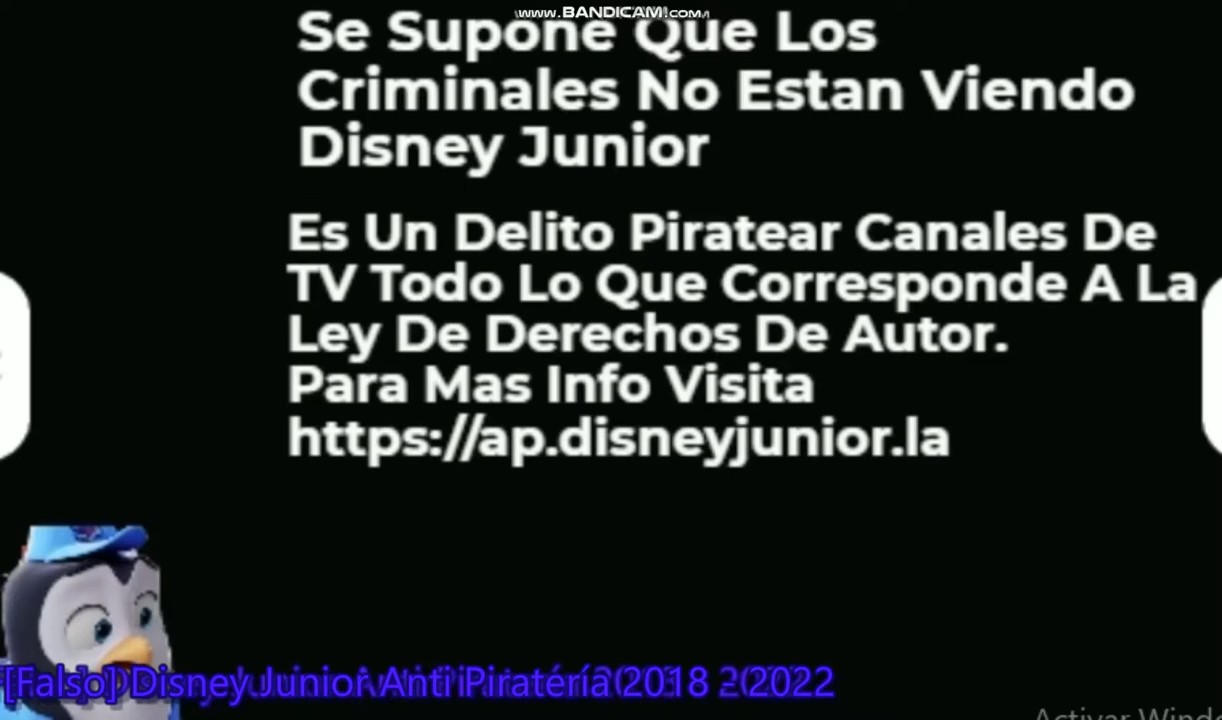 www.BANDICAM.com
Se Supone Que Los
Criminales No Estan Viendo
Disney Junior
Es Un Delito Piratear Canales De
TV Todo Lo Que Corresponde A La
Ley De Derechos De Autor.
Para Mas Info Visita
https://ap.disneyjunior.la
[Falso] Disney Junior Anti Piratéría 2018 - 2022
Activar Wind